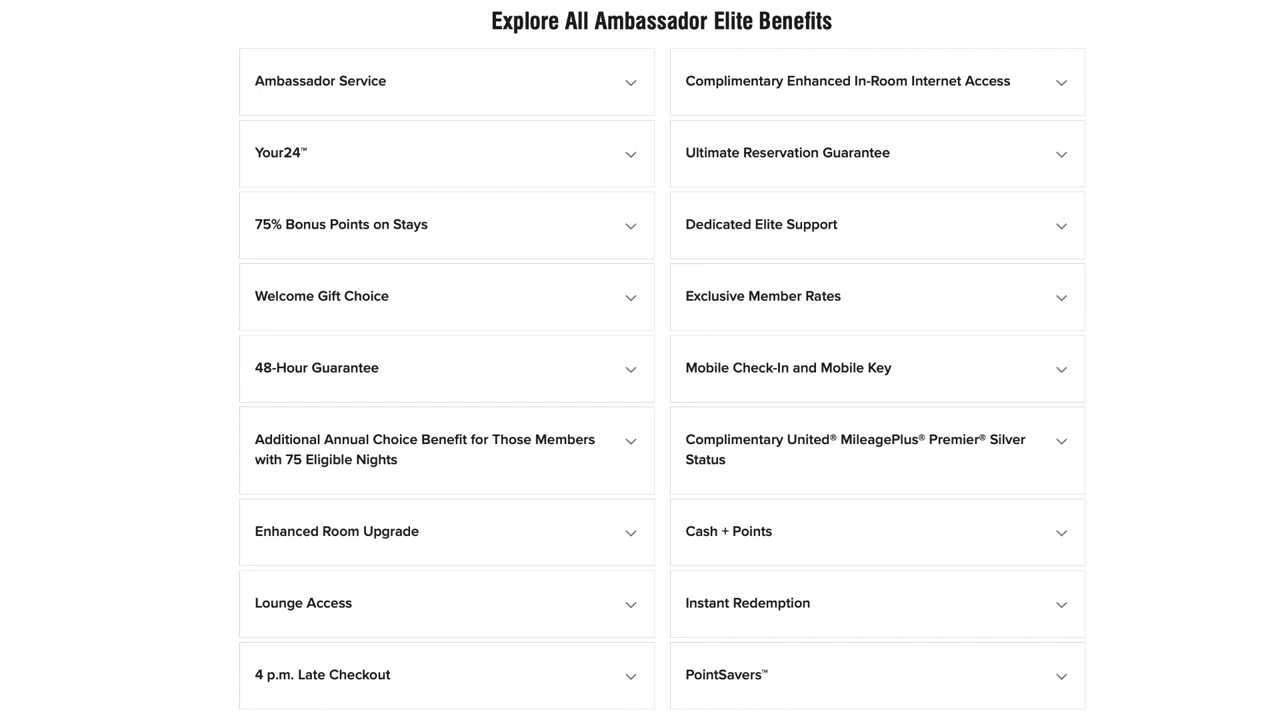 Explore All Ambassador Elite Benefits
Ambassador Service
Complimentary Enhanced In-Room Internet Access
Your24™
Ultimate Reservation Guarantee
75% Bonus Points on Stays
Dedicated Elite Support
Welcome Gift Choice
Exclusive Member Rates
48-Hour Guarantee
Mobile Check-In and Mobile Key
Additional Annual Choice Benefit for Those Members
with 75 Eligible Nights
Complimentary United® MileagePlus® Premier® Silver
Status
Enhanced Room Upgrade
Cash + Points
Lounge Access
Instant Redemption
4 p.m. Late Checkout
PointSavers™